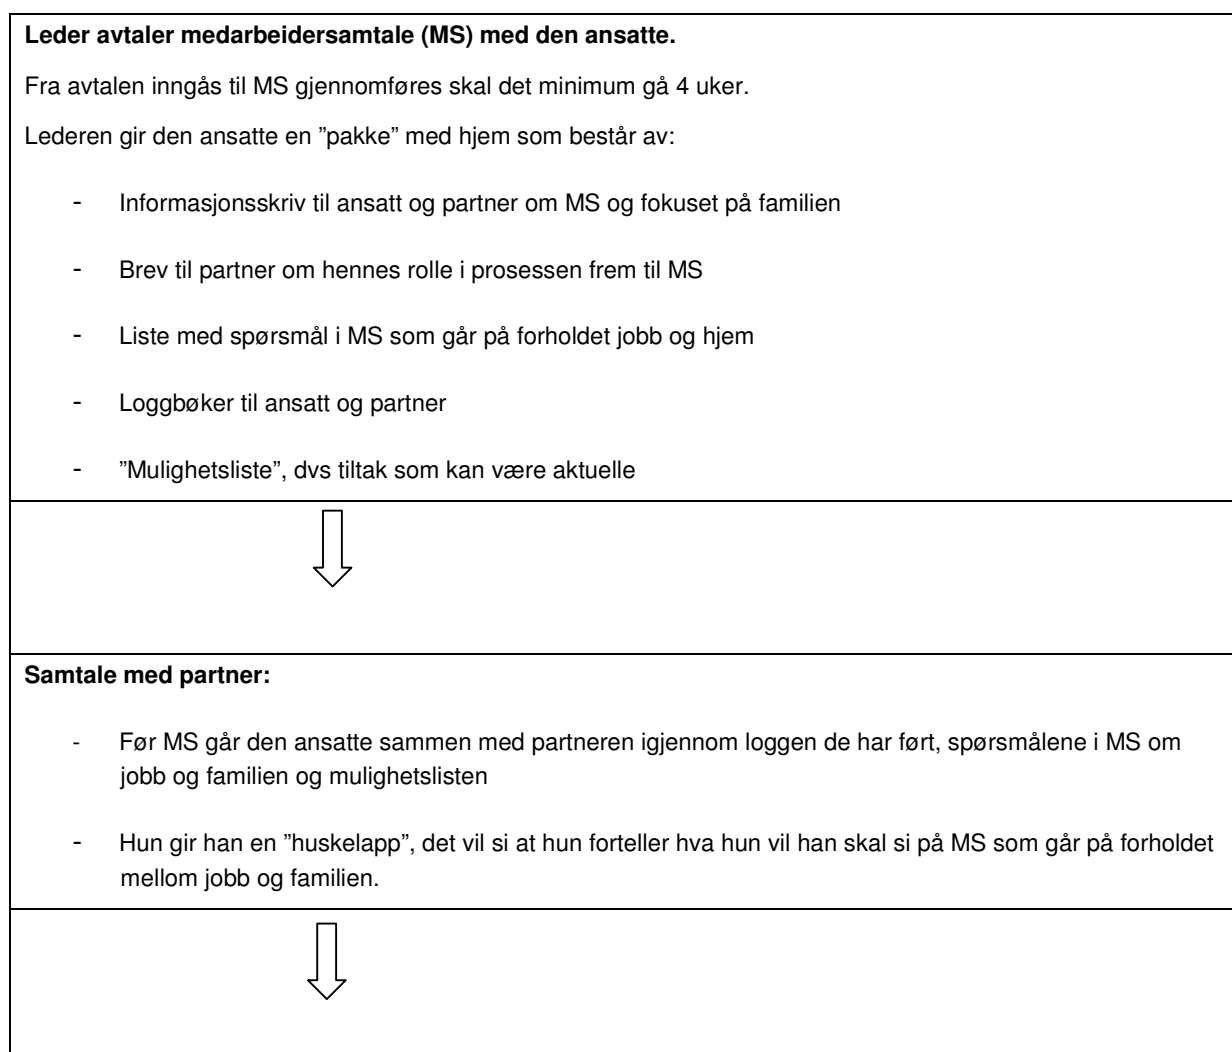 Leder avtaler medarbeidersamtale (MS) med den ansatte.
Fra avtalen inngås til MS gjennomføres skal det minimum gå 4 uker.
Lederen gir den ansatte en ”pakke” med hjem som består av:
- Informasjonsskriv til ansatt og partner om MS og fokuset på familien
- Brev til partner om hennes rolle i prosessen frem til MS
- Liste med spørsmål i MS som går på forholdet jobb og hjem
- Loggbøker til ansatt og partner
- ”Mulighetsliste”, dvs tiltak som kan være aktuelle
Samtale med partner:
- Før MS går den ansatte sammen med partneren igjennom loggen de har ført, spørsmålene i MS om
jobb og familien og mulighetslisten
- Hun gir han en ”huskelapp”, det vil si at hun forteller hva hun vil han skal si på MS som går på forholdet
mellom jobb og familien.